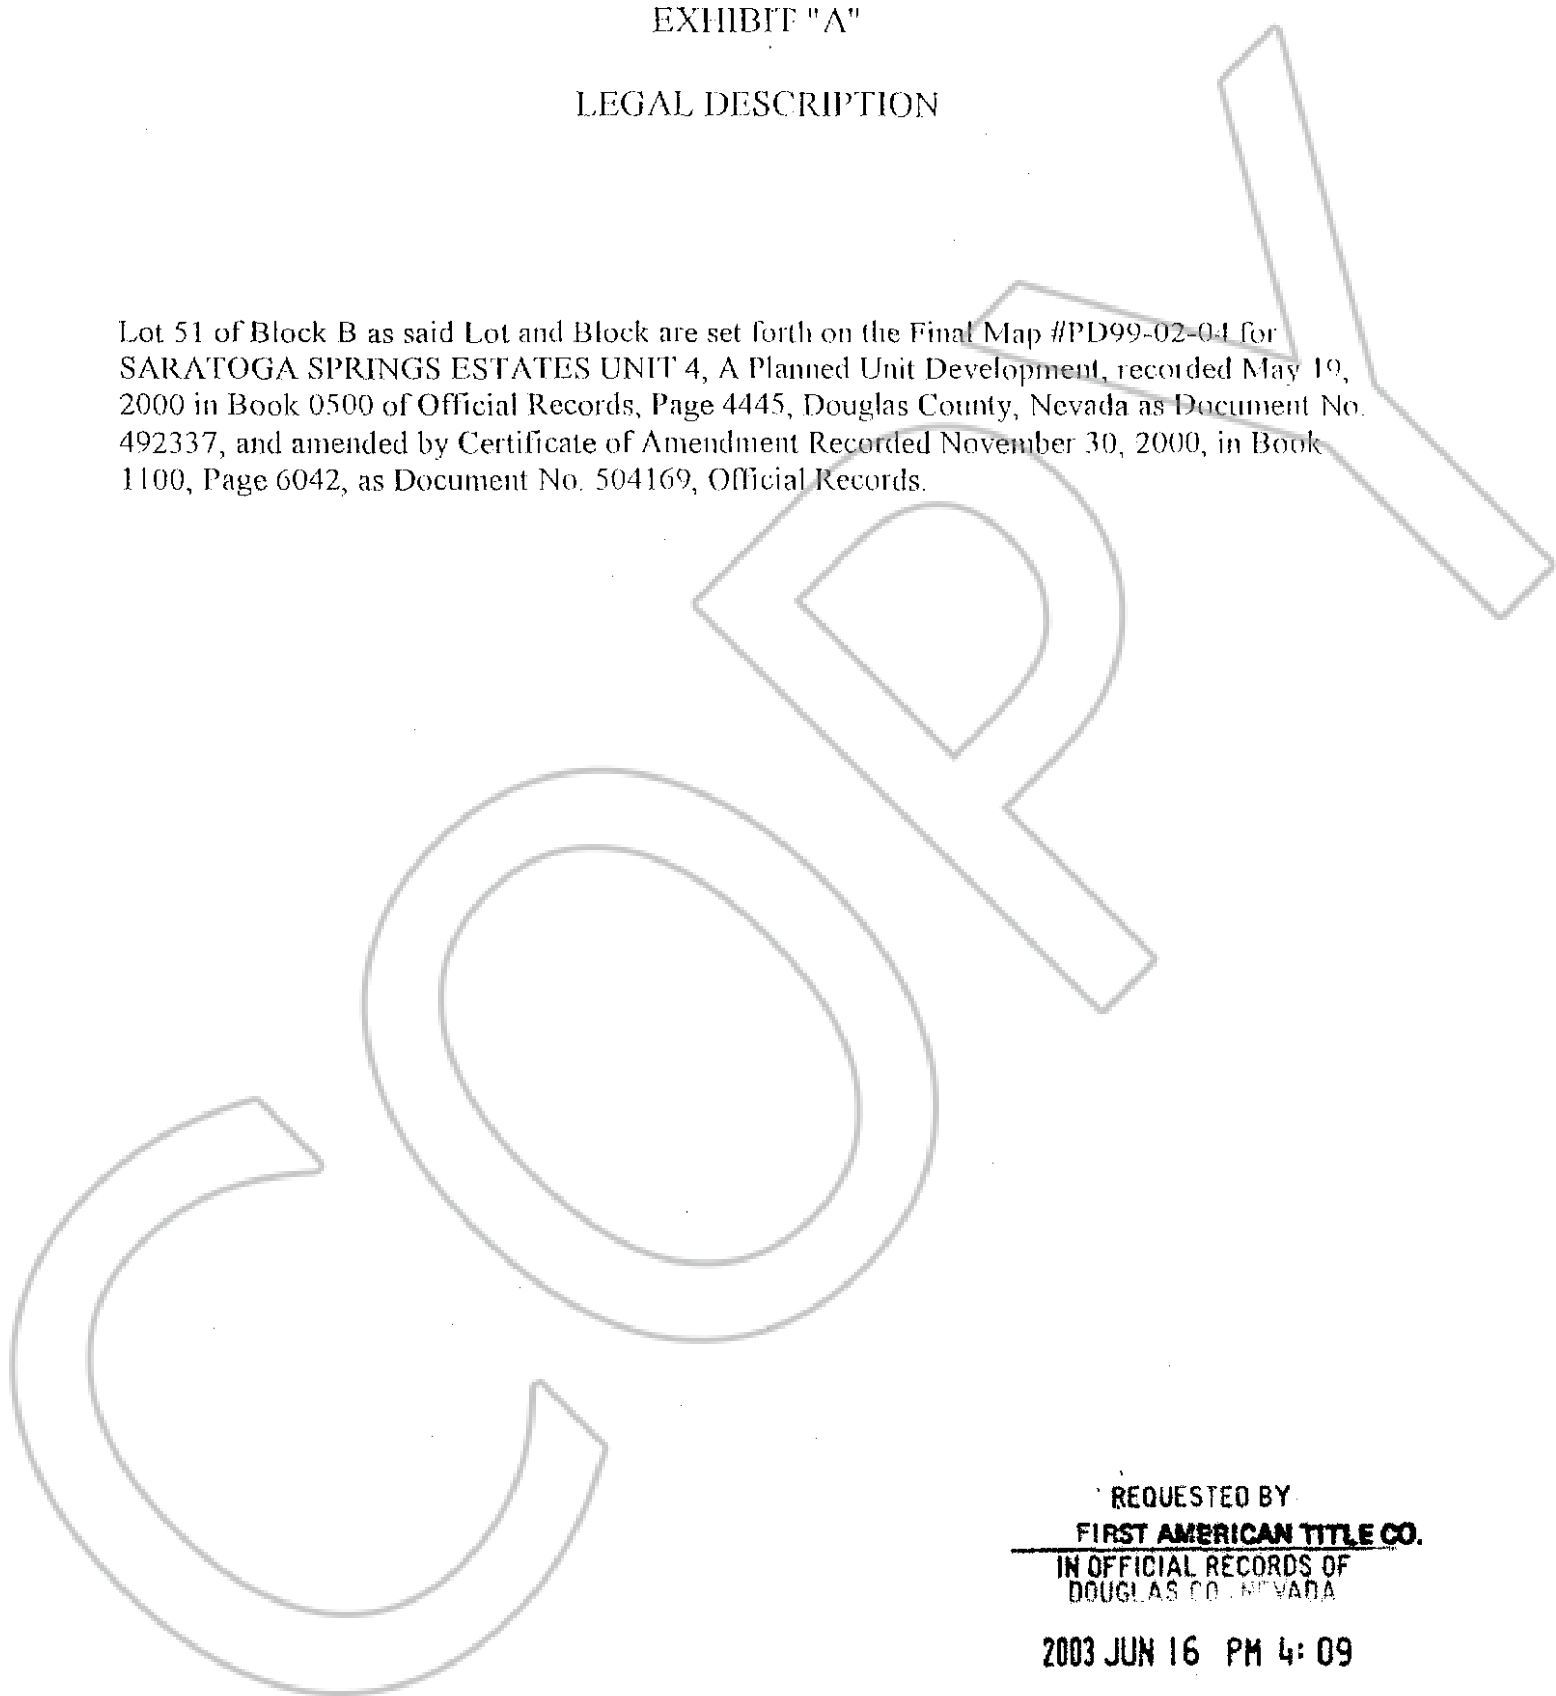 EXHIBIT "A"
LEGAL DESCRIPTION
Lot 51 of Block B as said Lot and Block are set forth on the Final Map #PD99-02-04 for
SARATOGA SPRINGS ESTATES UNIT 4, A Planned Unit Development, recorded May 19,
2000 in Book 0500 of Official Records, Page 4445, Douglas County, Nevada as Document No.
492337, and amended by Certificate of Amendment Recorded November 30, 2000, in Book
1100, Page 6042, as Document No. 504169, Official Records.
COPY
REQUESTED BY
FIRST AMERICAN TITLE CO.
IN OFFICIAL RECORDS OF
DOUGLAS CO. NEVADA
2003 JUN 16 PM 4: 09